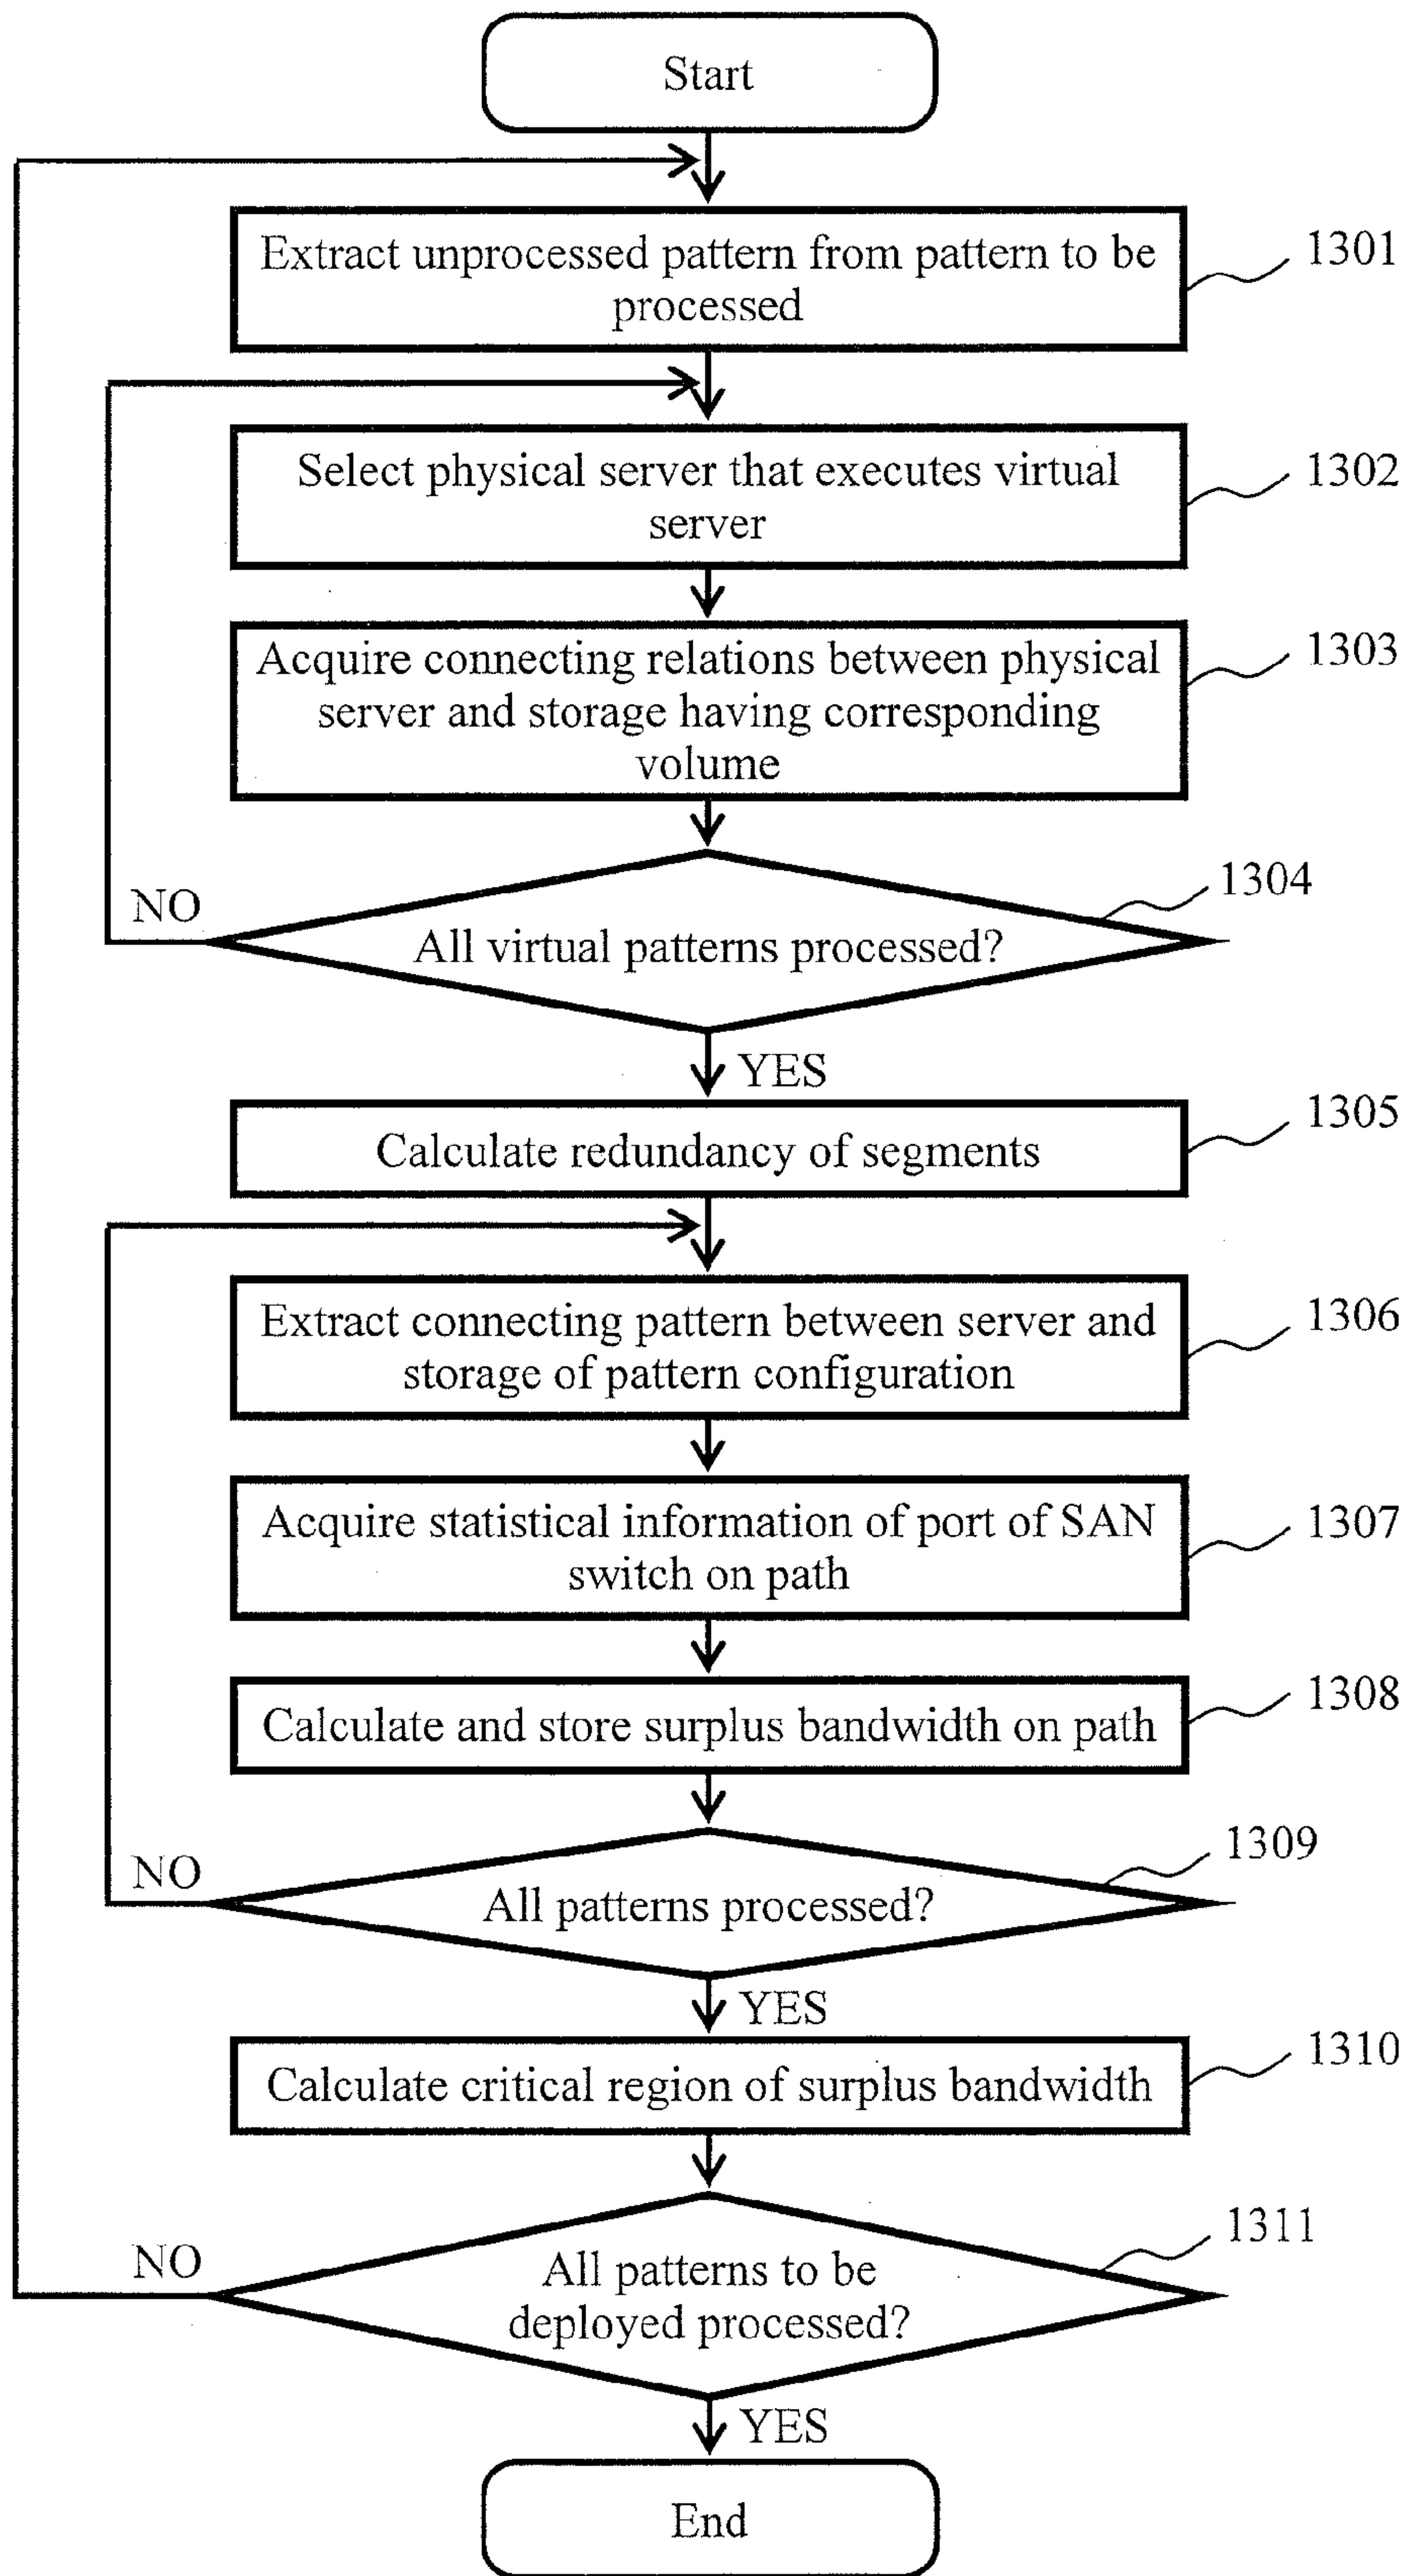 Start
Extract unprocessed pattern from pattern to be
processed
1301
Select physical server that executes virtual
server
1302
Acquire connecting relations between physical
server and storage having corresponding
volume
1303
All virtual patterns processed?
1304
NO
YES
Calculate redundancy of segments
1305
Extract connecting pattern between server and
storage of pattern configuration
1306
Acquire statistical information of port of SAN
switch on path
1307
Calculate and store surplus bandwidth on path
1308
All patterns processed?
1309
NO
YES
Calculate critical region of surplus bandwidth
1310
All patterns to be
deployed processed?
1311
NO
YES
End